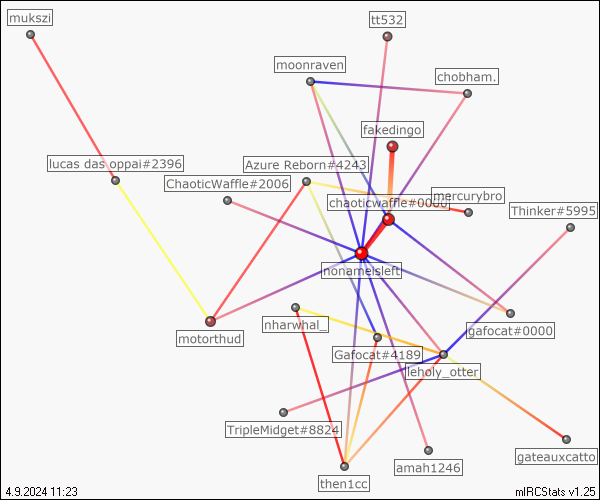 mukszi
tt532
moonraven
chobham.
fakedingo
lucas das oppai#2396
Azure Reborn#4243
ChaoticWaffle#2006
chaoticwaffle#0000
mercurybro
Thinker#5995
nonameisleft
motorthud
nharwhal_
gafocat#0000
Gafocat#4189
leholy_otter
TripleMidget#8824
gateauxcatto
amah1246
then1cc
4.9.2024 11:23
mIRCStats v1.25